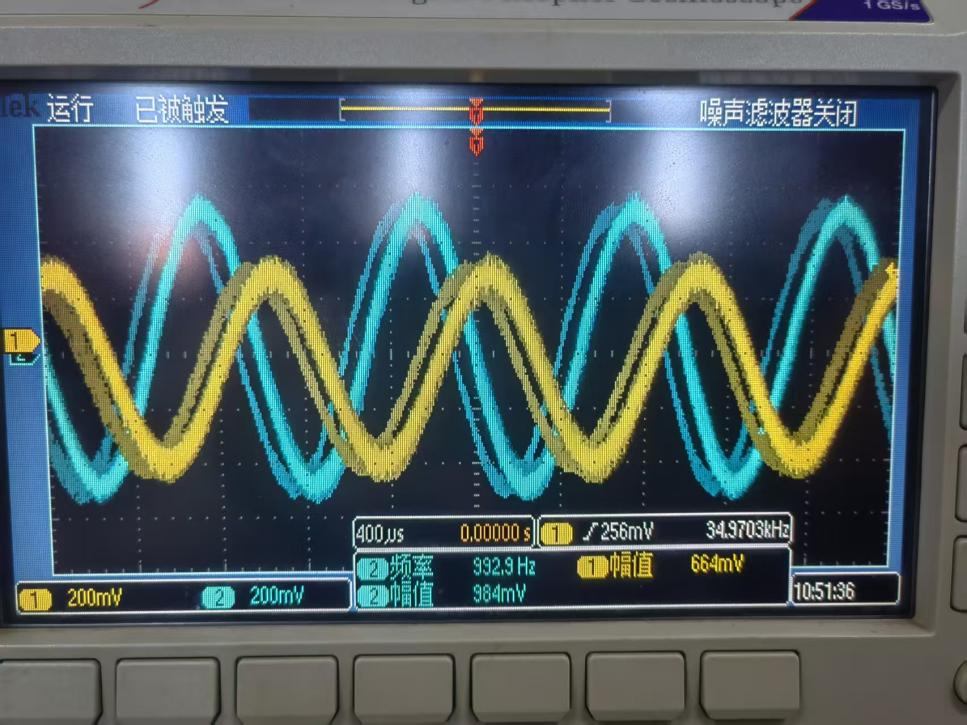 1 GS/s
Tek 运行 已被触发 噪声滤波器关闭
1
2
400µs 0.00000 s 1 256mV 34.9703kHz
2 频率 992.9 Hz 1 幅值 664mV
2 幅值 984mV
1 200mV 2 200mV 10:51:36